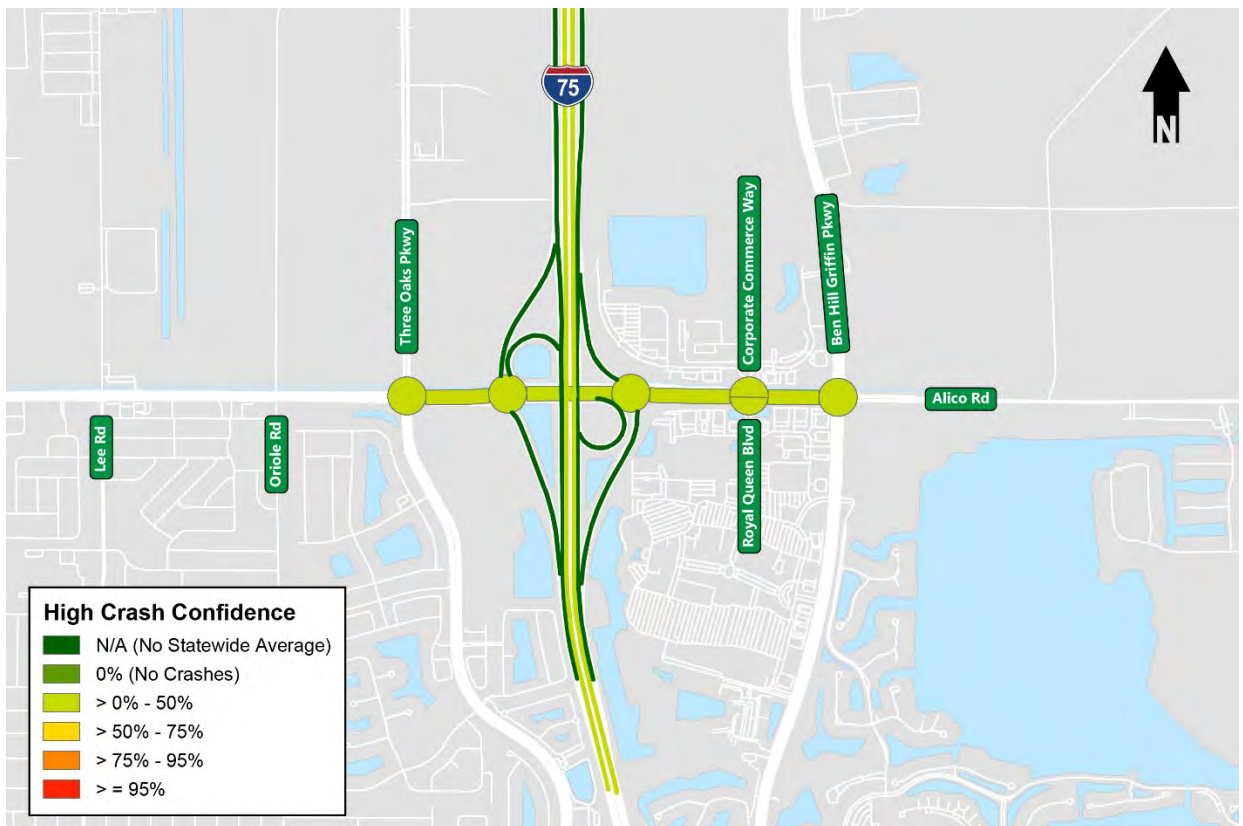 75
N
Three Oaks Pkwy
Corporate Commerce Way
Ben Hill Griffin Pkwy
Alico Rd
Lee Rd
Oriole Rd
Royal Queen Blvd
High Crash Confidence
N/A (No Statewide Average)
0% (No Crashes)
> 0% - 50%
> 50% - 75%
> 75% - 95%
> = 95%